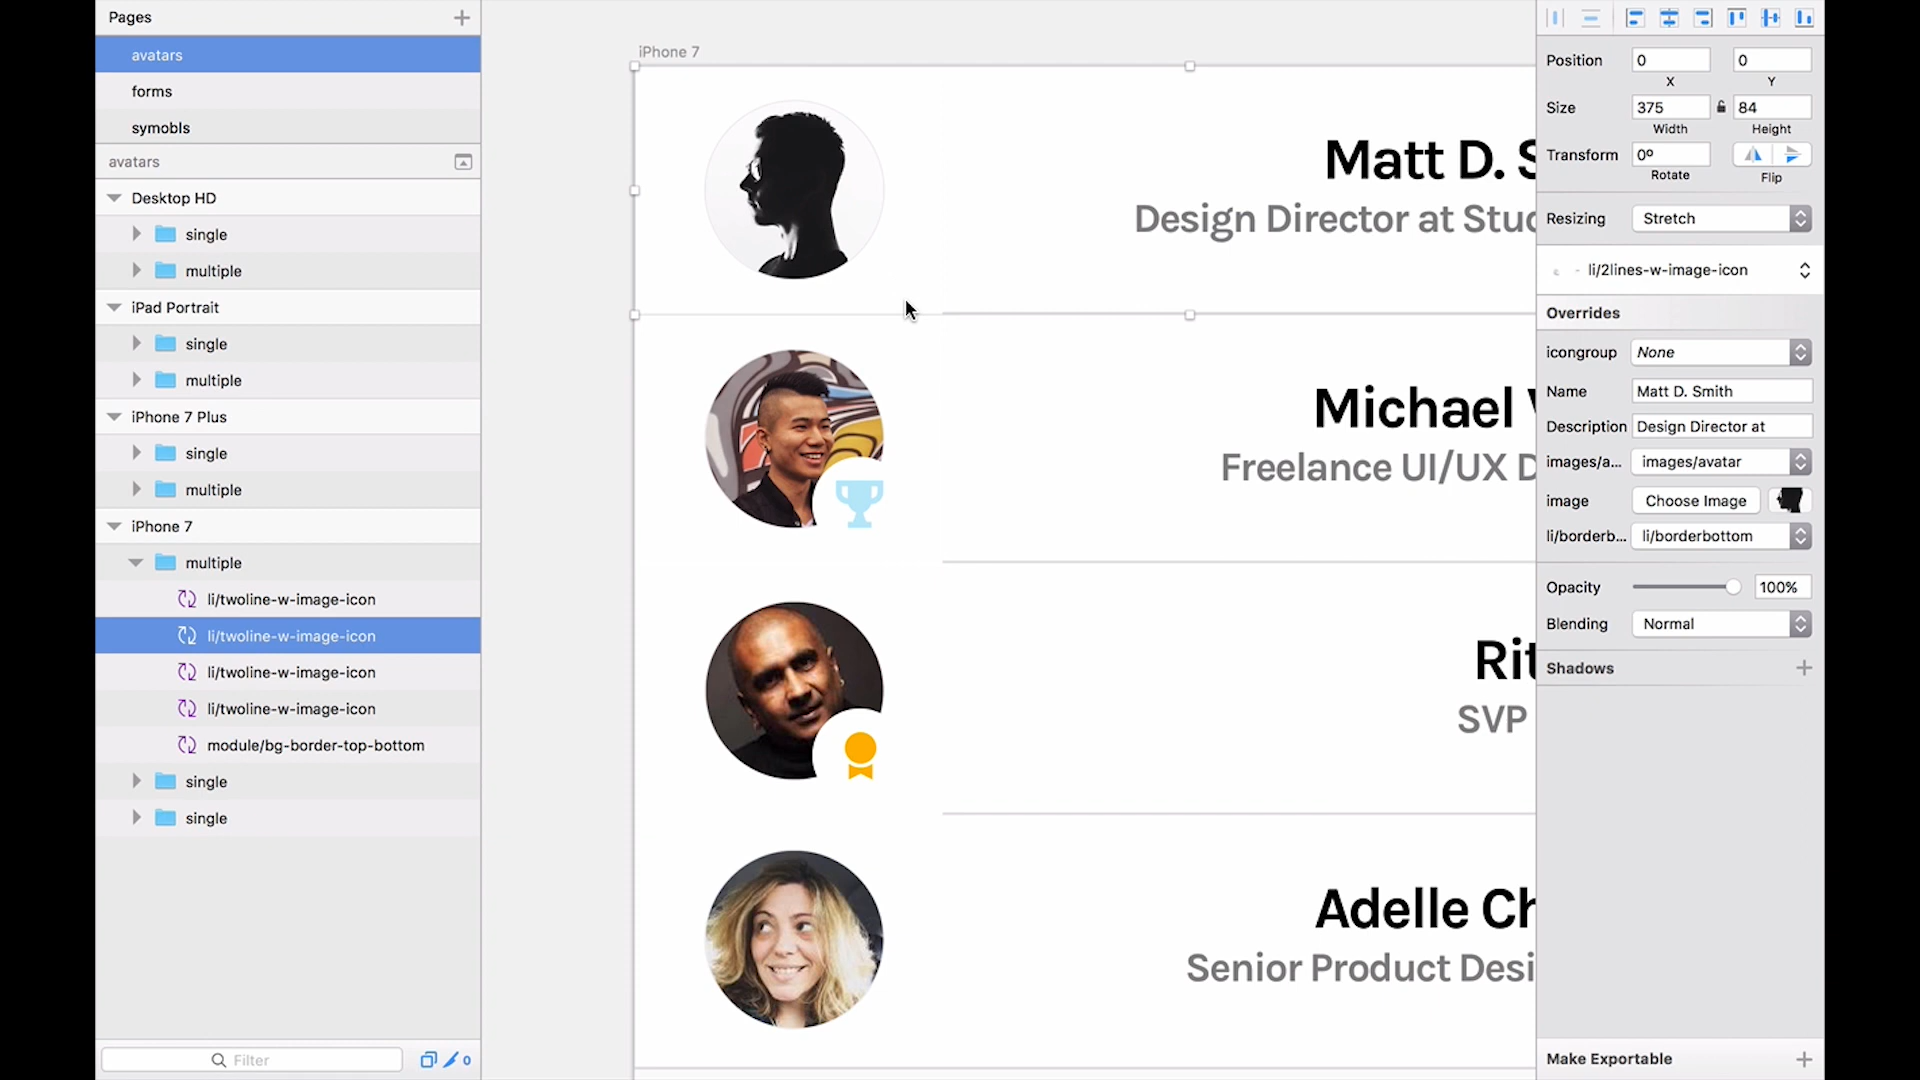 Pages
avatars
forms
symobls
avatars
Desktop HD
single
multiple
iPad Portrait
single
multiple
iPhone 7 Plus
single
multiple
iPhone 7
multiple
li/twoline-w-image-icon
li/twoline-w-image-icon
li/twoline-w-image-icon
li/twoline-w-image-icon
module/bg-border-top-bottom
single
single
Filter
0
iPhone 7
Matt D. S
Design Director at Stud
Michael
Freelance UI/UX D
Rit
SVP
Adelle Ch
Senior Product Desi
Position 0 0
X Y
Size 375 84
Width Height
Transform 0º
Rotate Flip
Resizing Stretch
li/2lines-w-image-icon
Overrides
icongroup None
Name Matt D. Smith
Description Design Director at
images/a... images/avatar
image Choose Image
li/borderb... li/borderbottom
Opacity 100%
Blending Normal
Shadows
Make Exportable